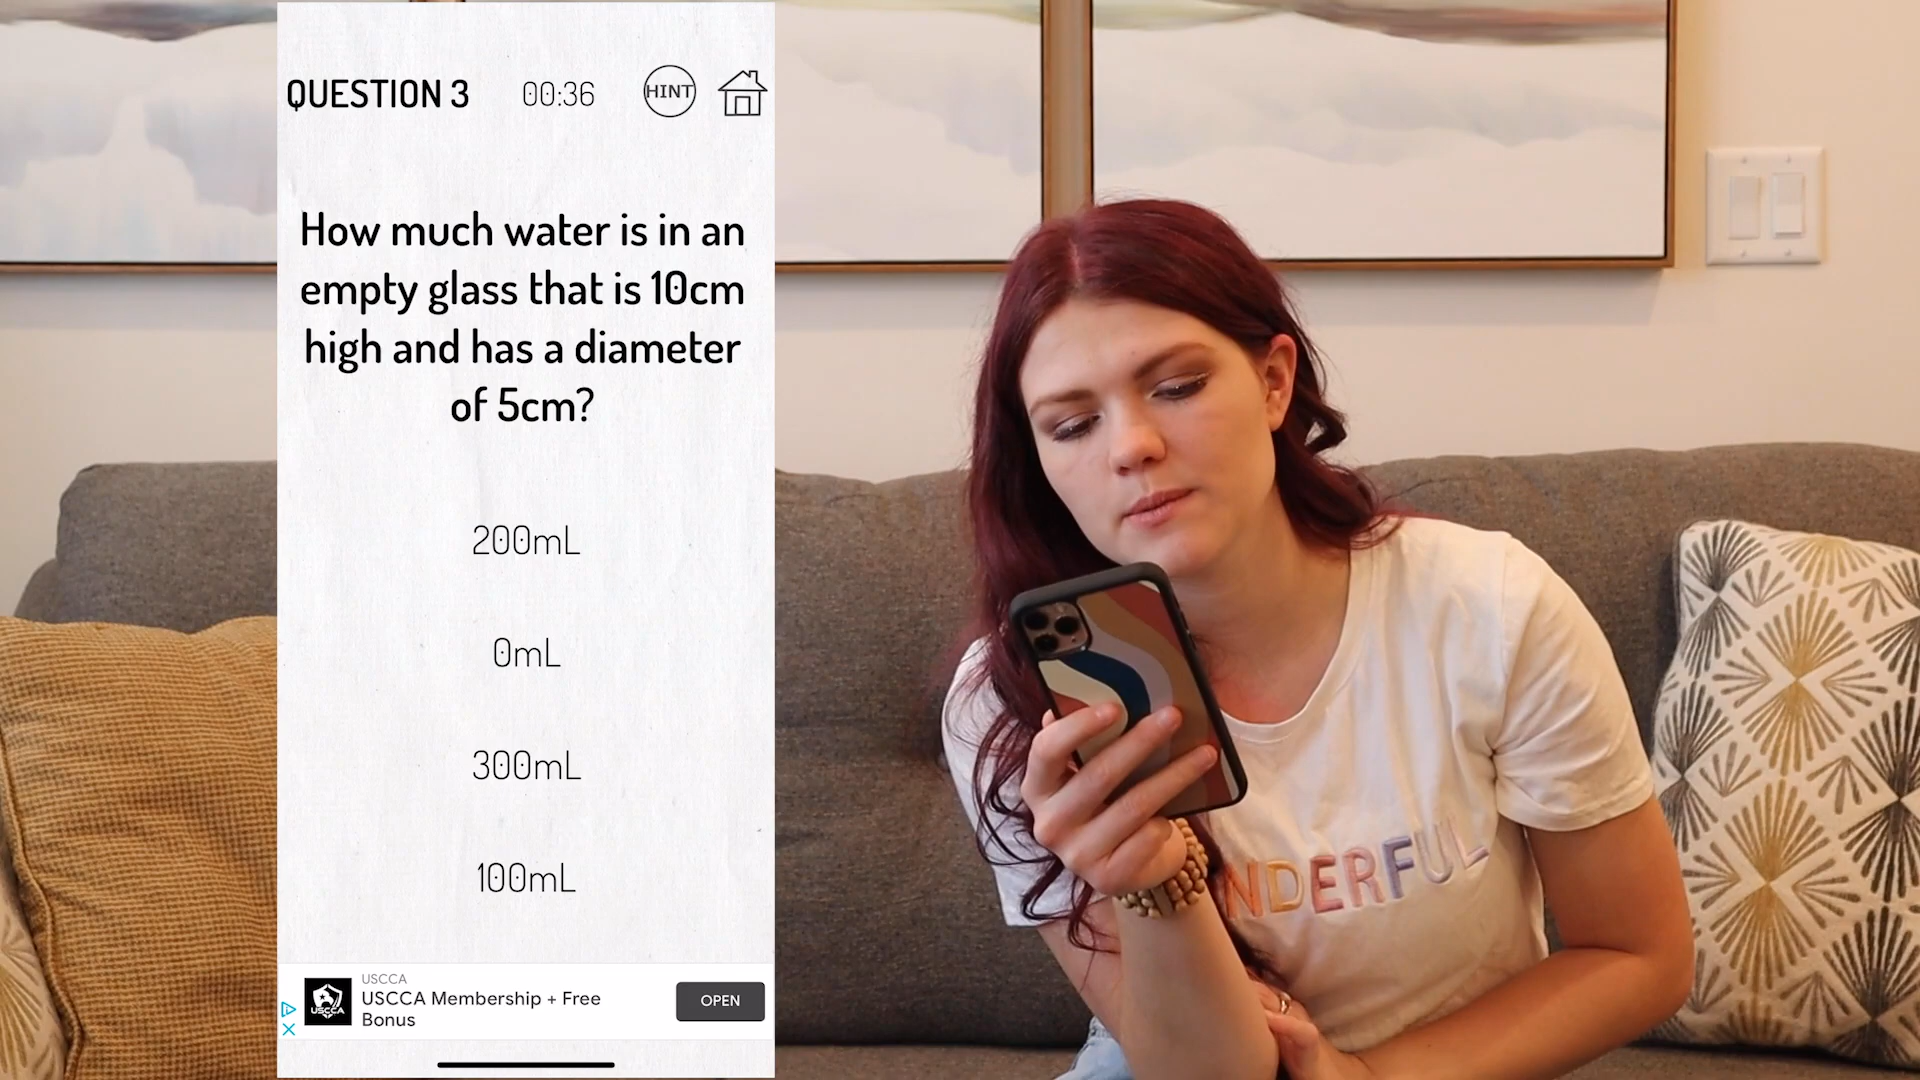 QUESTION 3
00:36
HINT
How much water is in an
empty glass that is 10cm
high and has a diameter
of 5cm?
200mL
0mL
300mL
100mL
USCCA
USCCA
USCCA Membership + Free
Bonus
OPEN
NDERFUL